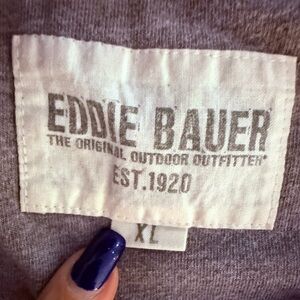 EDDIE BAUER
THE ORIGINAL OUTDOOR OUTFITTER®
EST.1920
XL